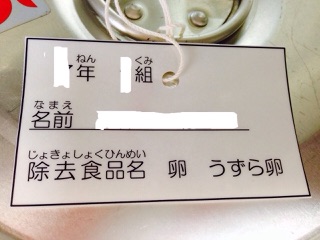 ねん くみ
年 組
なまえ
名前
じょきょしょくひんめい
除去食品名 卵 うずら卵